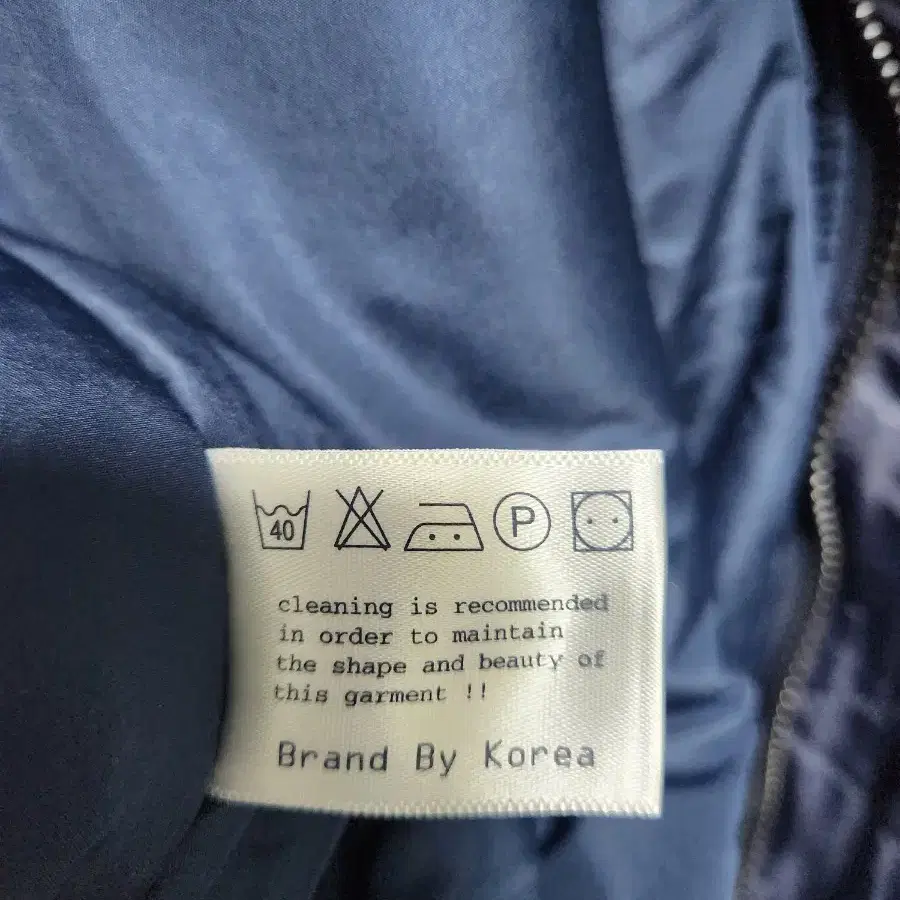 40 P
cleaning is recommended
in order to maintain
the shape and beauty of
this garment !!
Brand By Korea